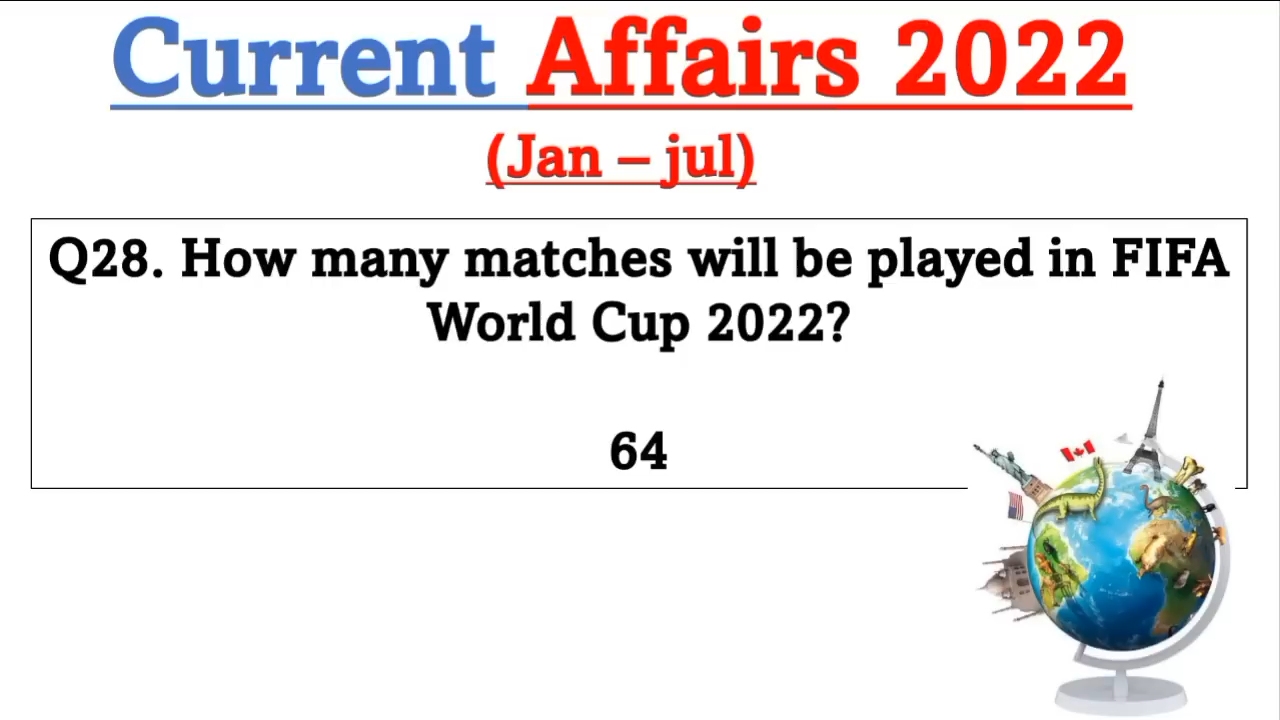 Current Affairs 2022
(Jan – jul)
Q28. How many matches will be played in FIFA
World Cup 2022?
64